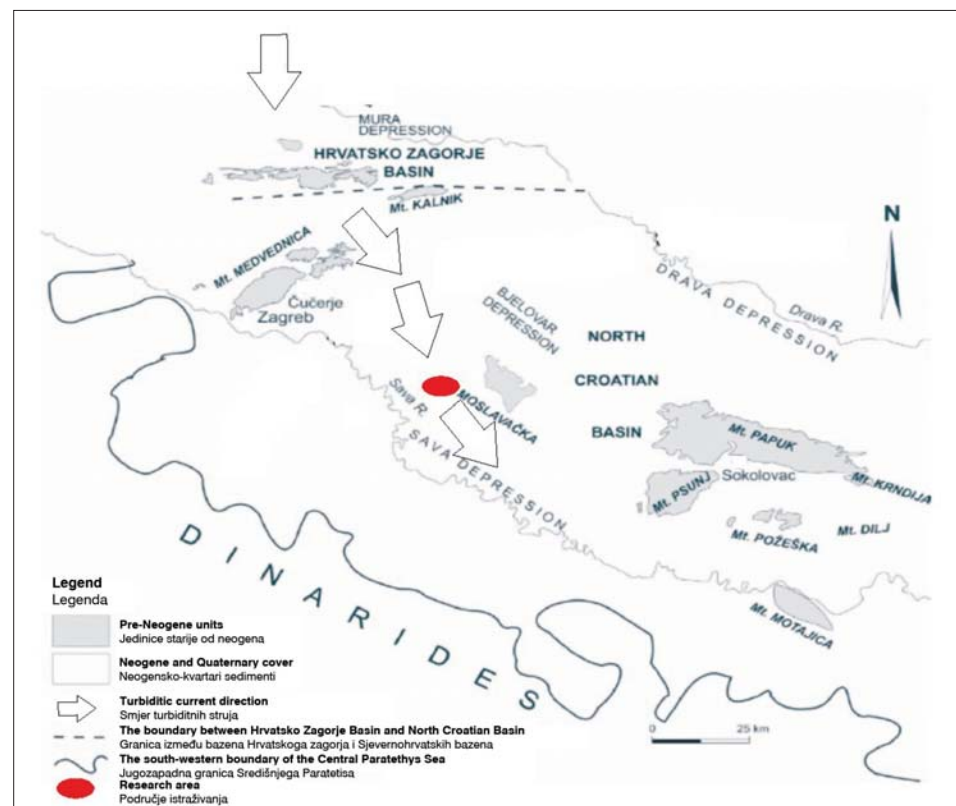 MURA
DEPRESSION
HRVATSKO ZAGORJE
BASIN
Mt. KALNIK
N
Mt. MEDVEDNICA
Čučerje
Zagreb
BJELOVAR
DEPRESSION
DRAVA DEPRESSION
Drava R.
NORTH
CROATIAN
BASIN
Sava R.
MOSLAVAČKA
SAVA DEPRESSION
Mt. PAPUK
Sokolovac
Mt. PSUNJ
Mt. KRNDIJA
Mt. POŽEŠKA
Mt. DILJ
Mt. MOTAJICA
DINARIDES
0 25 km
Legend
Legenda
Pre-Neogene units
Jedinice starije od neogena
Neogene and Quaternary cover
Neogensko-kvartari sedimenti
Turbiditic current direction
Smjer turbiditnih struja
The boundary between Hrvatsko Zagorje Basin and North Croatian Basin
Granica između bazena Hrvatskoga zagorja i Sjevernohrvatskih bazena
The south-western boundary of the Central Paratethys Sea
Jugozapadna granica Središnjega Paratetisa
Research area
Područje istraživanja